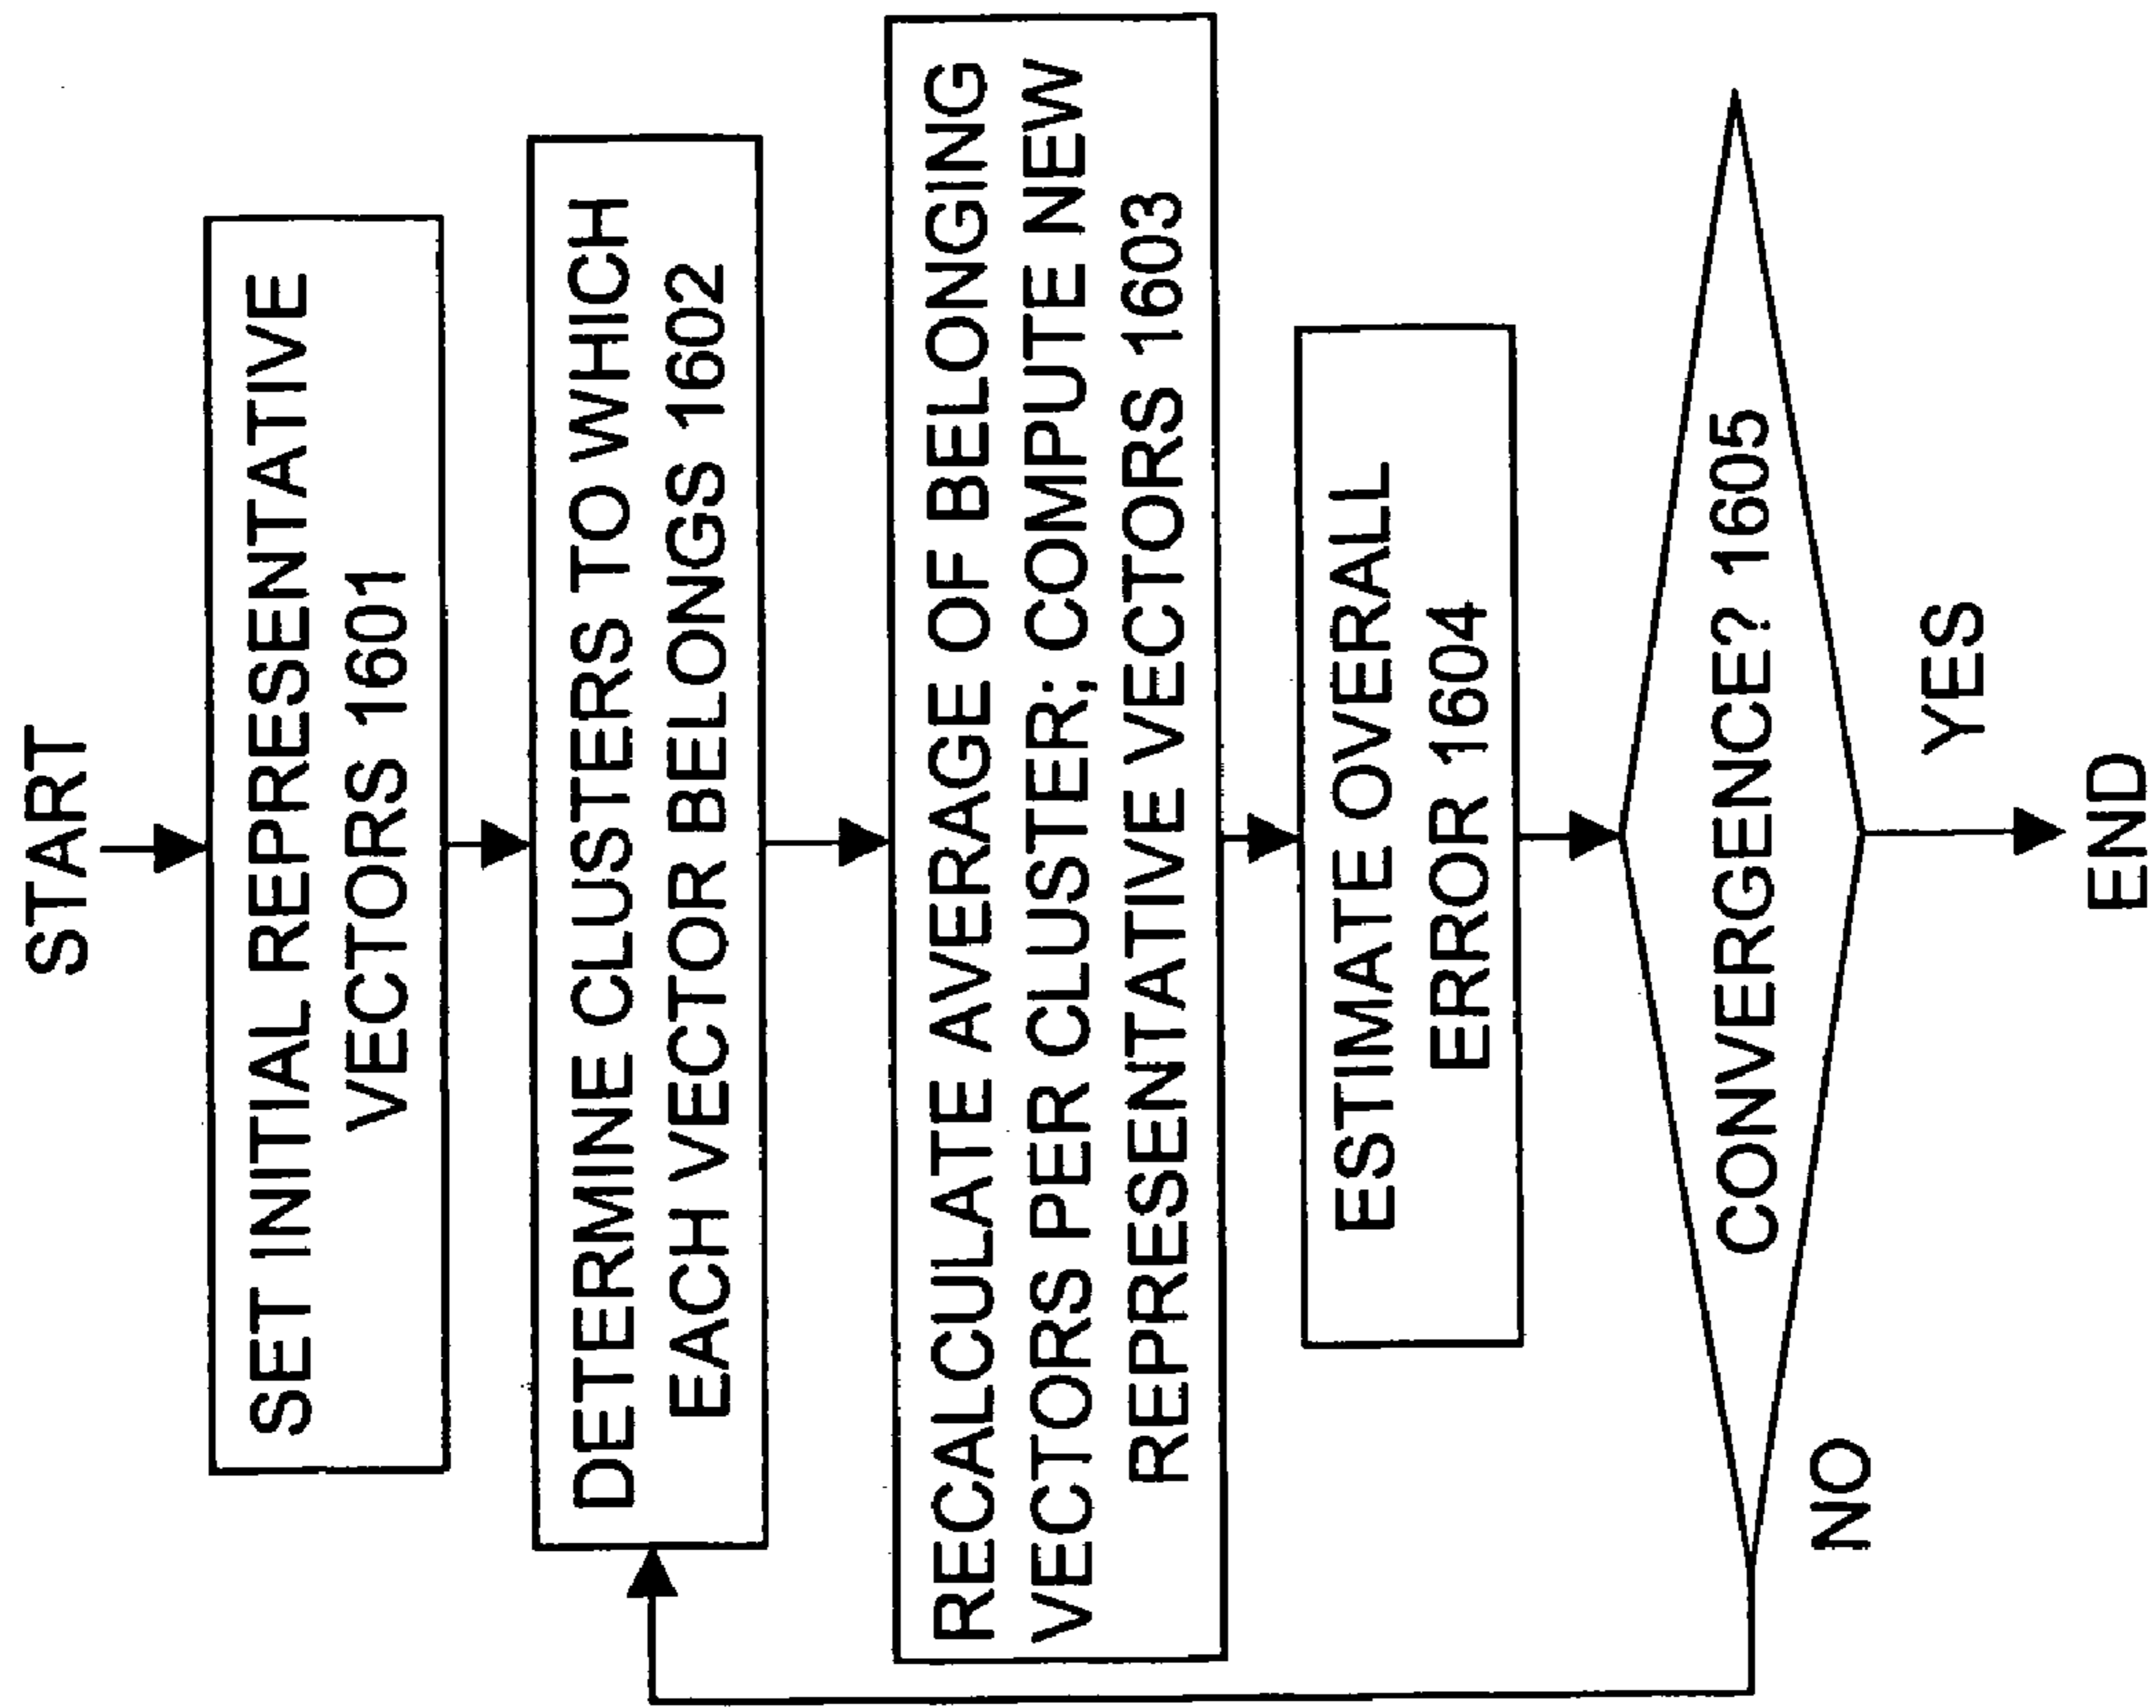 START
SET INITIAL REPRESENTATIVE
VECTORS 1601
DETERMINE CLUSTERS TO WHICH
EACH VECTOR BELONGS 1602
RECALCULATE AVERAGE OF BELONGING
VECTORS PER CLUSTER; COMPUTE NEW
REPRESENTATIVE VECTORS 1603
ESTIMATE OVERALL
ERROR 1604
CONVERGENCE? 1605
NO
YES
END